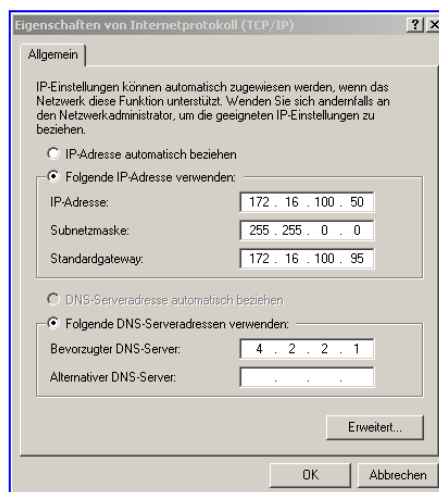 Eigenschaften von Internetprotokoll (TCP/IP)
Allgemein
IP-Einstellungen können automatisch zugewiesen werden, wenn das
Netzwerk diese Funktion unterstützt. Wenden Sie sich andernfalls an
den Netzwerkadministrator, um die geeigneten IP-Einstellungen zu
beziehen.
IP-Adresse automatisch beziehen
Folgende IP-Adresse verwenden:
IP-Adresse: 172 . 16 . 100 . 50
Subnetzmaske: 255 . 255 . 0 . 0
Standardgateway: 172 . 16 . 100 . 95
DNS-Serveradresse automatisch beziehen
Folgende DNS-Serveradressen verwenden:
Bevorzugter DNS-Server: 4 . 2 . 2 . 1
Alternativer DNS-Server: . . .
Erweitert...
OK Abbrechen